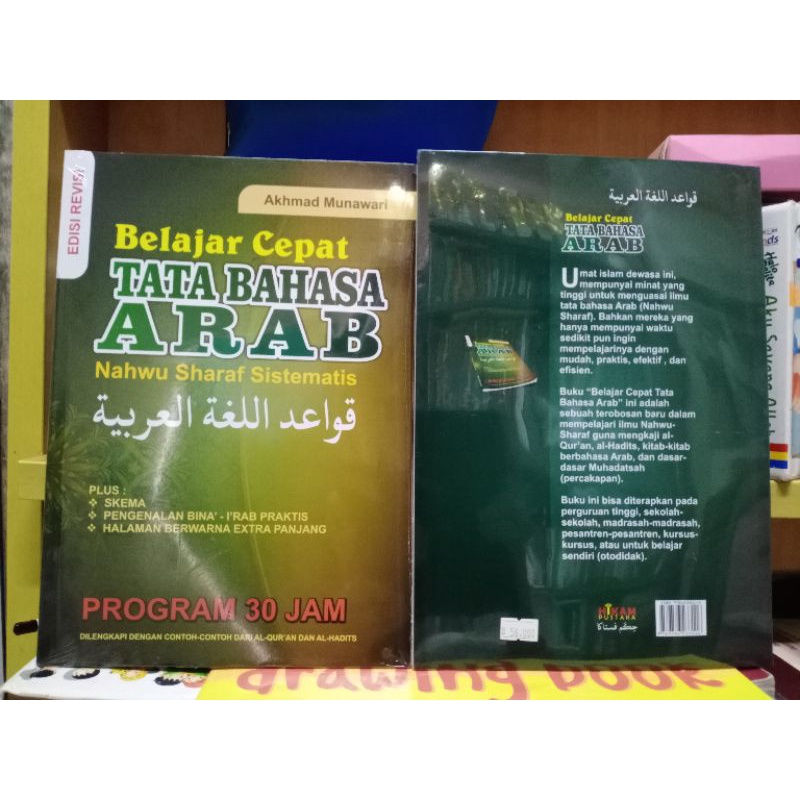 EDISI REVISI
Akhmad Munawari
Belajar Cepat
TATA BAHASA
ARAB
Nahwu Sharaf Sistematis
قواعد اللغة العربية
PLUS :
SKEMA
PENGENALAN BINA' - I'RAB PRAKTIS
HALAMAN BERWARNA EXTRA PANJANG
PROGRAM 30 JAM
DILENGKAPI DENGAN CONTOH-CONTOH DARI AL-QUR'AN DAN AL-HADITS
قواعد اللغة العربية
Belajar Cepat
TATA BAHASA
ARAB
Umat islam dewasa ini,
mempunyai minat yang
tinggi untuk menguasai ilmu
tata bahasa Arab (Nahwu
Sharaf). Bahkan mereka yang
hanya mempunyai waktu
sedikit pun ingin
mempelajarinya dengan
mudah, praktis, efektif , dan
efisien.
Buku "Belajar Cepat Tata
Bahasa Arab" ini adalah
sebuah terobosan baru dalam
mempelajari ilmu Nahwu-
Sharaf guna mengkaji al-
Qur'an, al-Hadits, kitab-kitab
berbahasa Arab, dan dasar-
dasar Muhadatsah
(percakapan).
Buku ini bisa diterapkan pada
perguruan tinggi, sekolah-
sekolah, madrasah-madrasah,
pesantren-pesantren, kursus-
kursus, atau untuk belajar
sendiri (otodidak).
HIKAM
PUSTAKA
حكم فستاكا
Aku Sayang Allah
drawing book